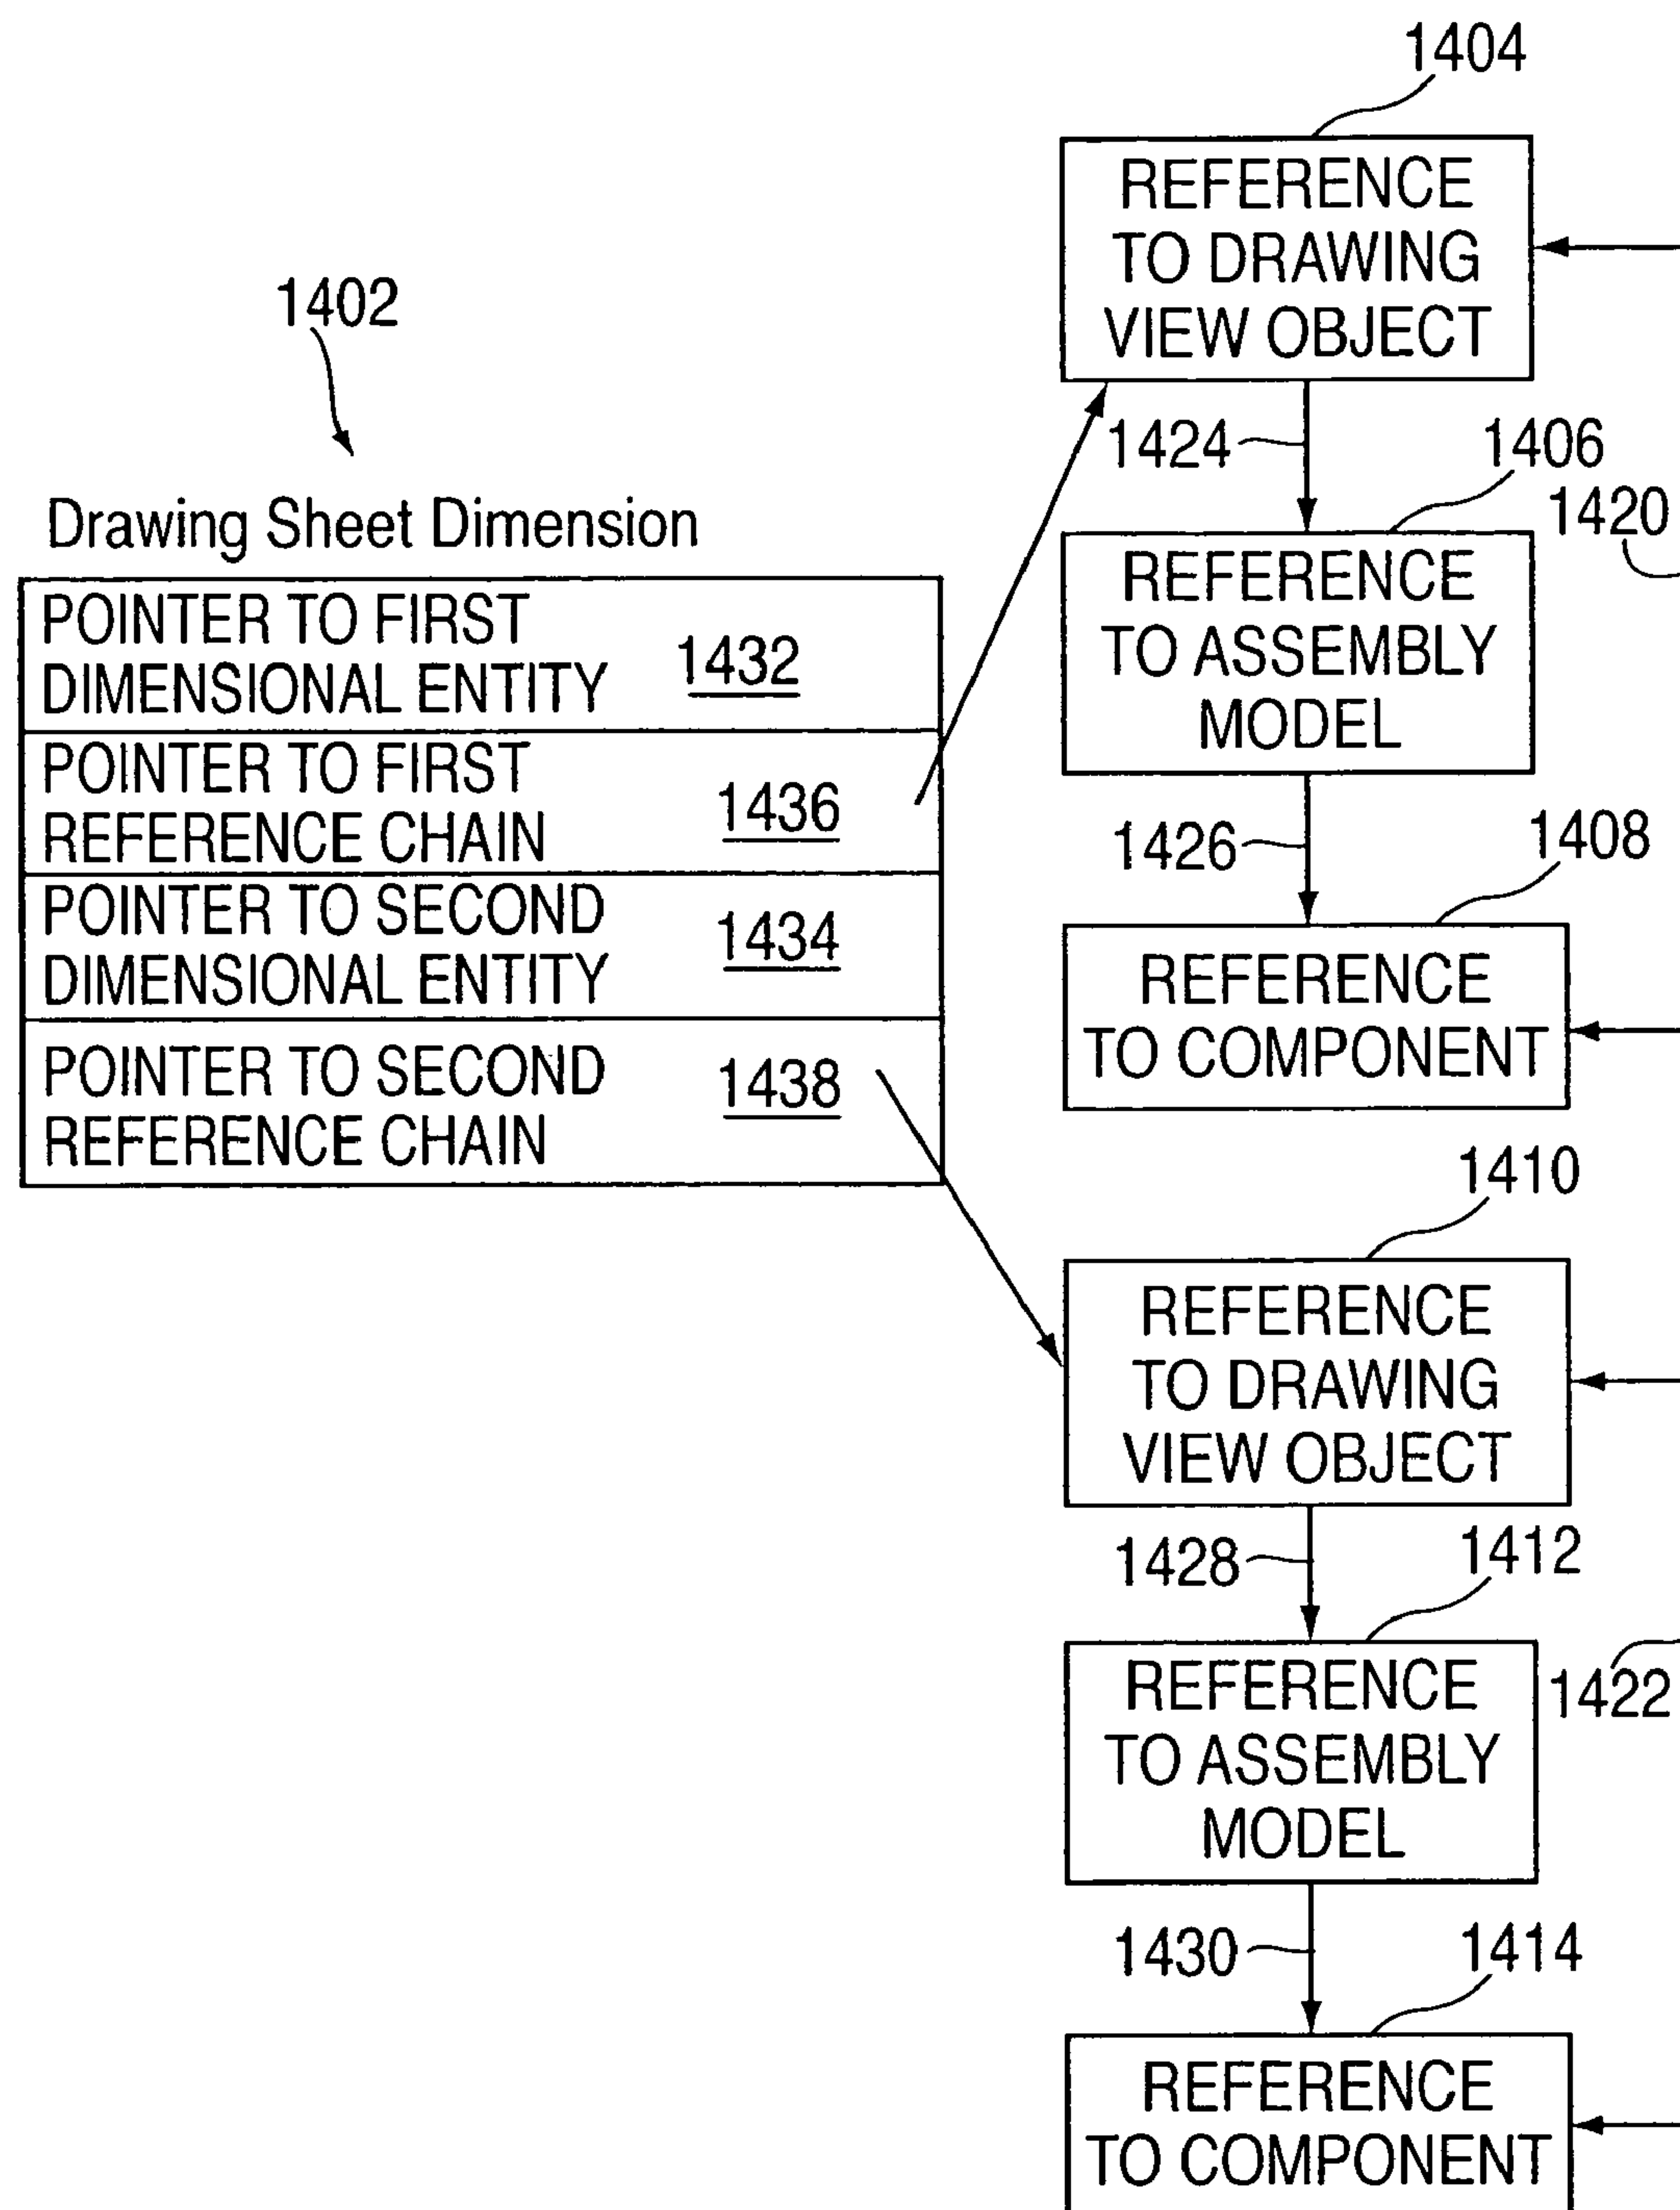 1404
REFERENCE
TO DRAWING
VIEW OBJECT
1402
1424
1406
1420
Drawing Sheet Dimension
POINTER TO FIRST
DIMENSIONAL ENTITY 1432
REFERENCE
TO ASSEMBLY
MODEL
POINTER TO FIRST
REFERENCE CHAIN 1436
1426
1408
POINTER TO SECOND
DIMENSIONAL ENTITY 1434
REFERENCE
TO COMPONENT
POINTER TO SECOND
REFERENCE CHAIN 1438
1410
REFERENCE
TO DRAWING
VIEW OBJECT
1428
1412
REFERENCE
TO ASSEMBLY
MODEL
1422
1430
1414
REFERENCE
TO COMPONENT